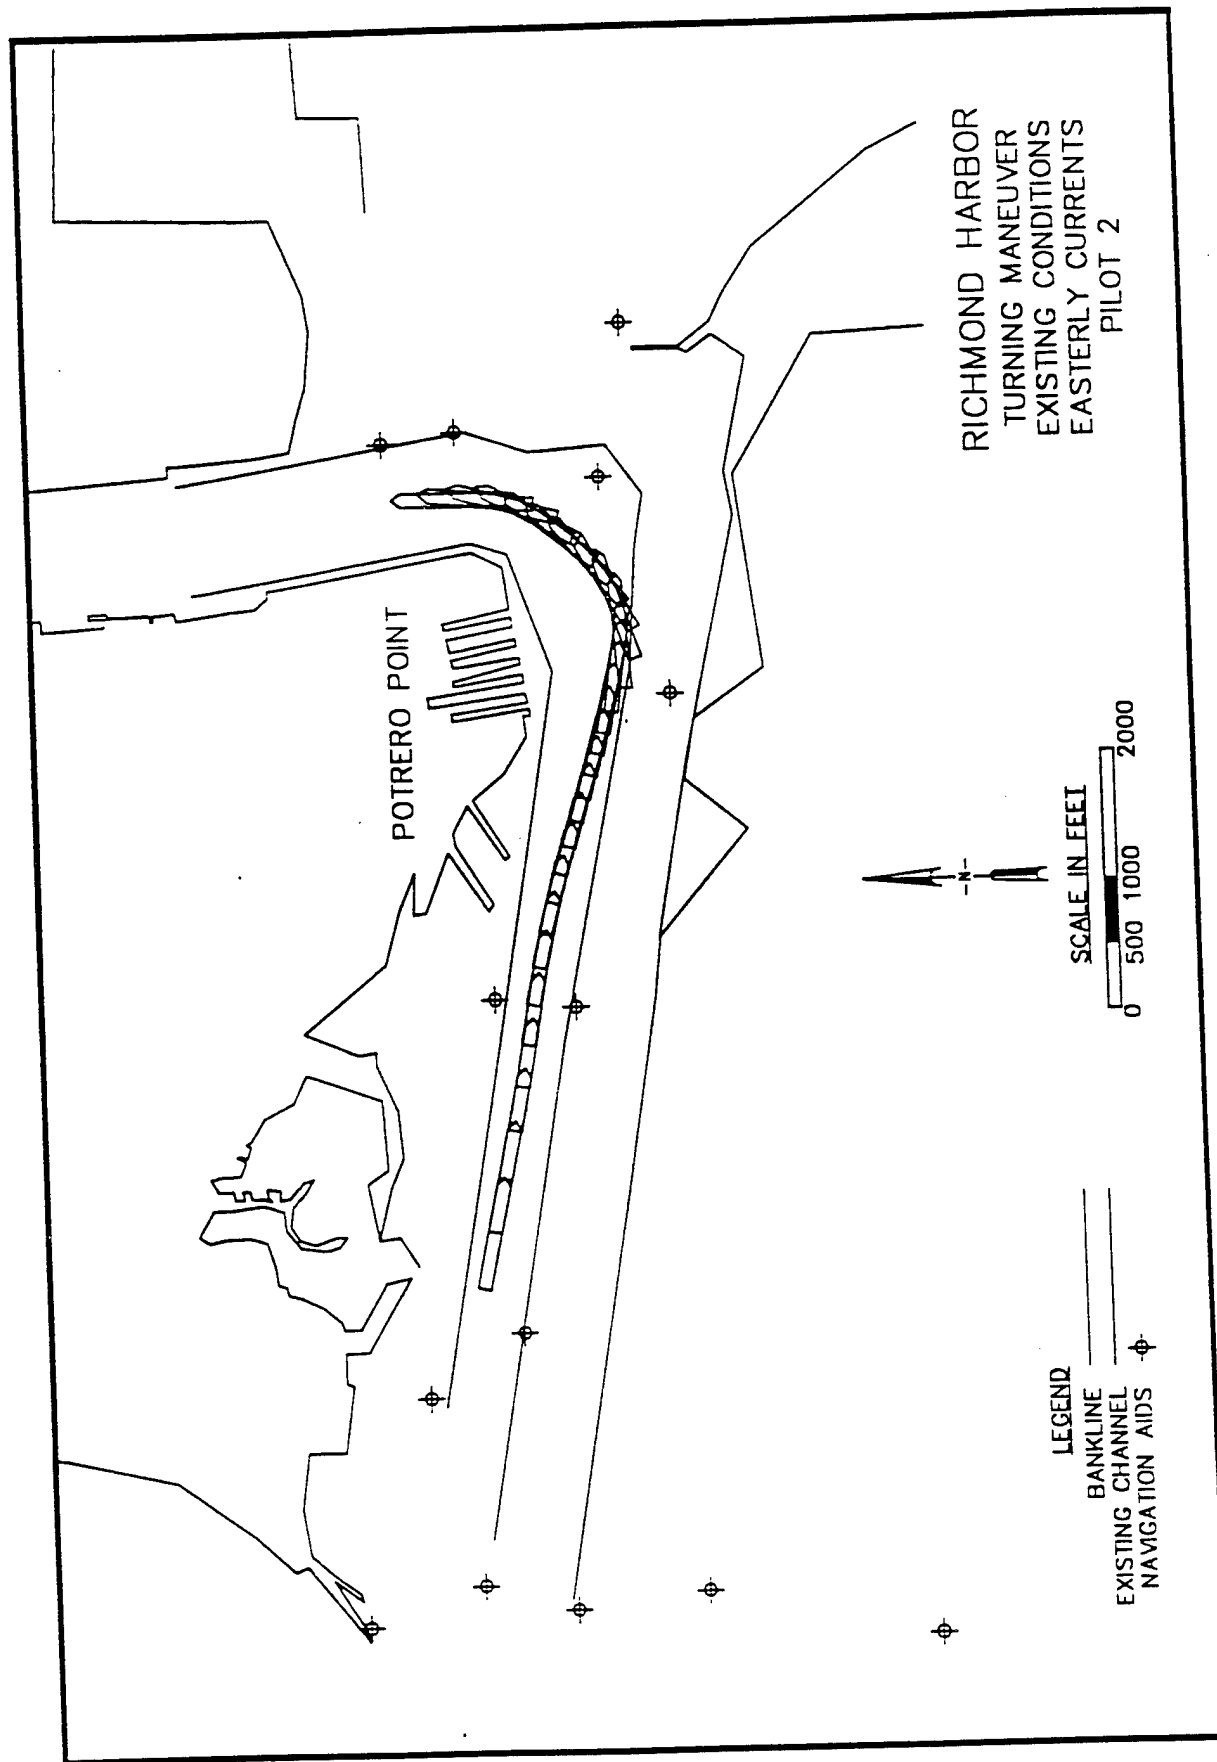 POTRERO POINT
RICHMOND HARBOR
TURNING MANEUVER
EXISTING CONDITIONS
EASTERLY CURRENTS
PILOT 2
-N-
SCALE IN FEET
0 500 1000 2000
LEGEND
BANKLINE
EXISTING CHANNEL
NAVIGATION AIDS